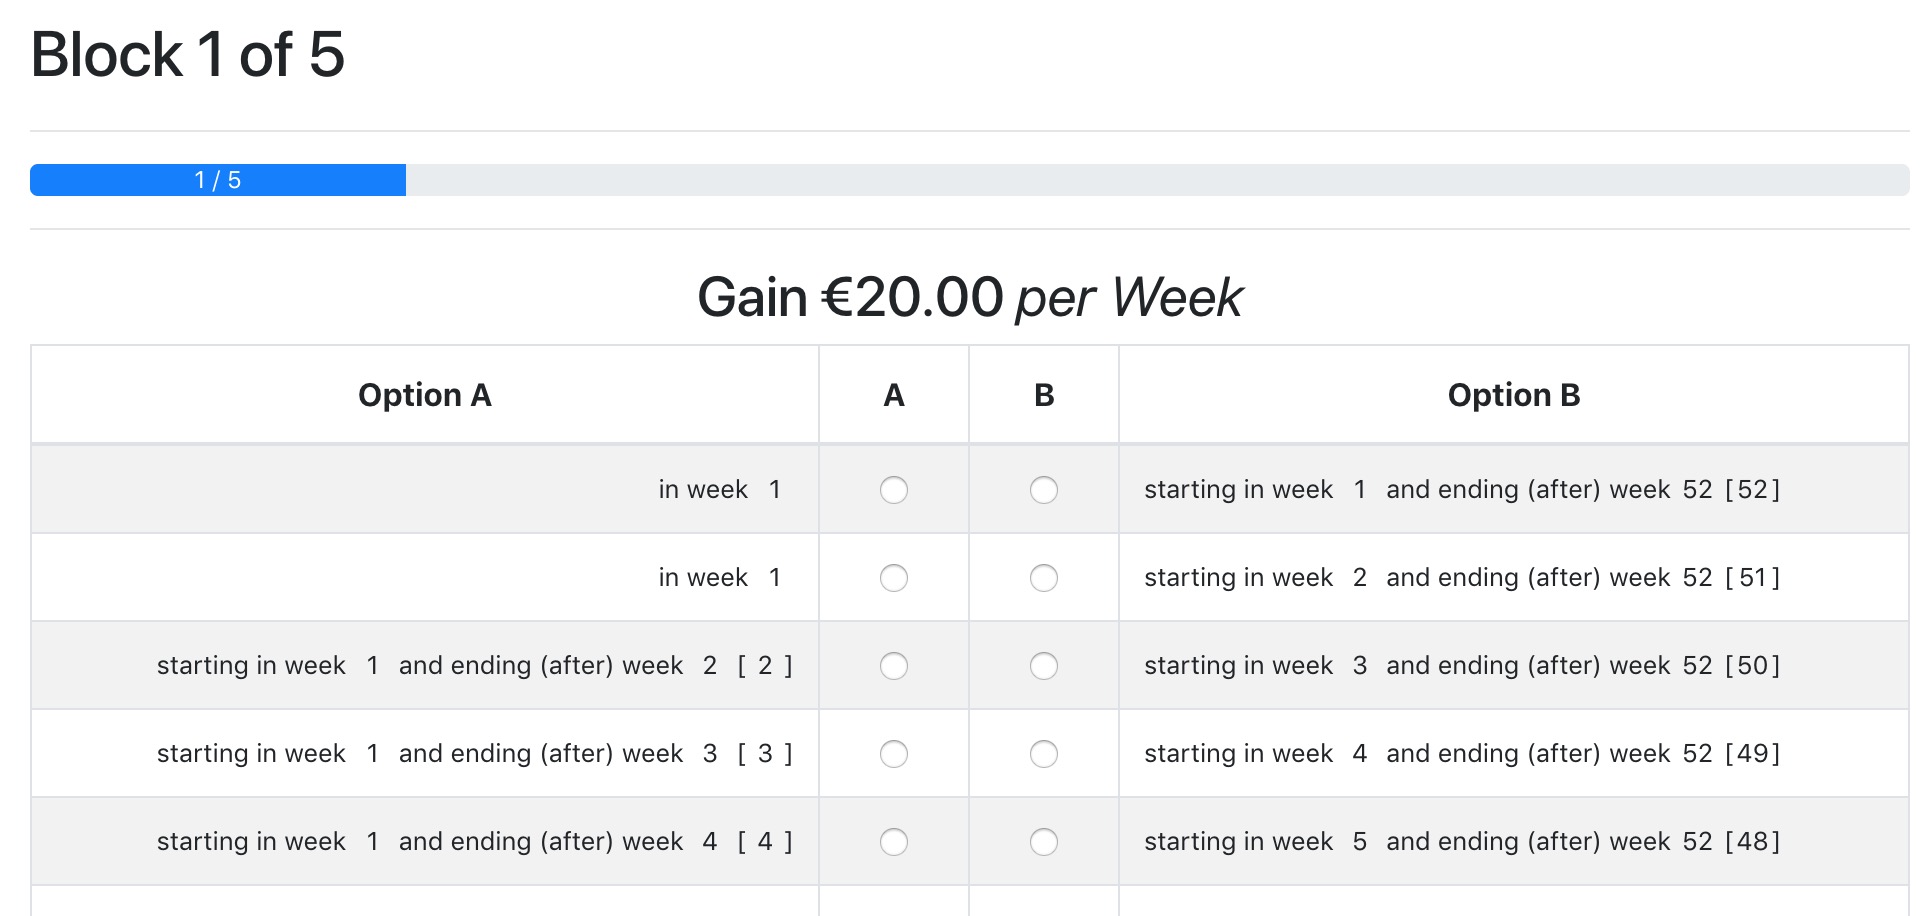 Block 1 of 5
1 / 5
Gain €20.00 per Week
Option A A B Option B
in week 1 starting in week 1 and ending (after) week 52 [52]
in week 1 starting in week 2 and ending (after) week 52 [51]
starting in week 1 and ending (after) week 2 [ 2 ] starting in week 3 and ending (after) week 52 [50]
starting in week 1 and ending (after) week 3 [ 3 ] starting in week 4 and ending (after) week 52 [49]
starting in week 1 and ending (after) week 4 [ 4 ] starting in week 5 and ending (after) week 52 [48]